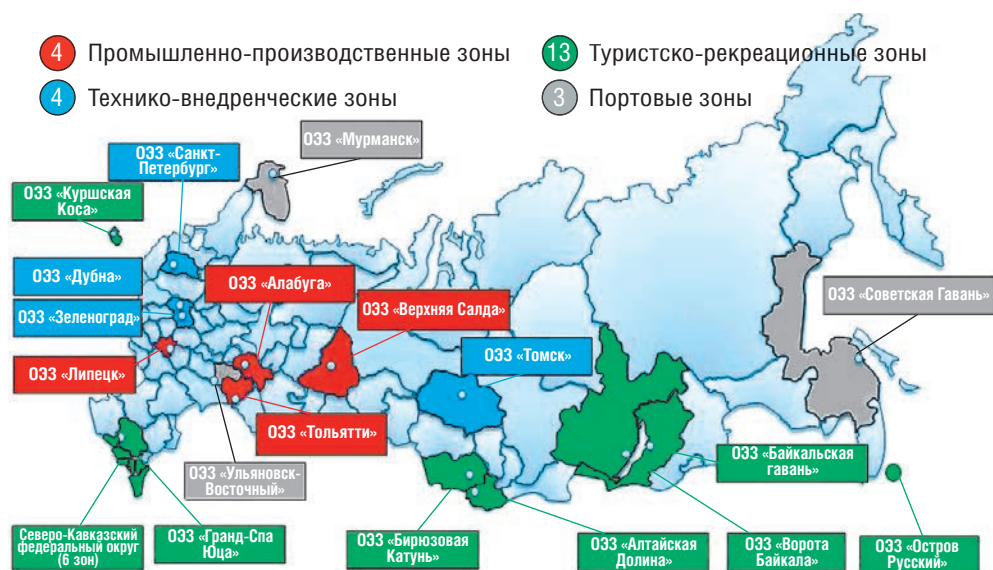 4 Промышленно-производственные зоны
13 Туристско-рекреационные зоны
4 Технико-внедренческие зоны
3 Портовые зоны
ОЭЗ «Мурманск»
ОЭЗ «Санкт-
Петербург»
ОЭЗ «Куршская
Коса»
ОЭЗ «Дубна»
ОЭЗ «Алабуга»
ОЭЗ «Верхняя Салда»
ОЭЗ «Советская Гавань»
ОЭЗ «Зеленоград»
ОЭЗ «Томск»
ОЭЗ «Липецк»
ОЭЗ «Тольятти»
ОЭЗ «Ульяновск-
Восточный»
ОЭЗ «Байкальская
гавань»
Северо-Кавказский
федеральный округ
(6 зон)
ОЭЗ «Гранд-Спа
Юца»
ОЭЗ «Бирюзовая
Катунь»
ОЭЗ «Алтайская
Долина»
ОЭЗ «Ворота
Байкала»
ОЭЗ «Остров
Русский»